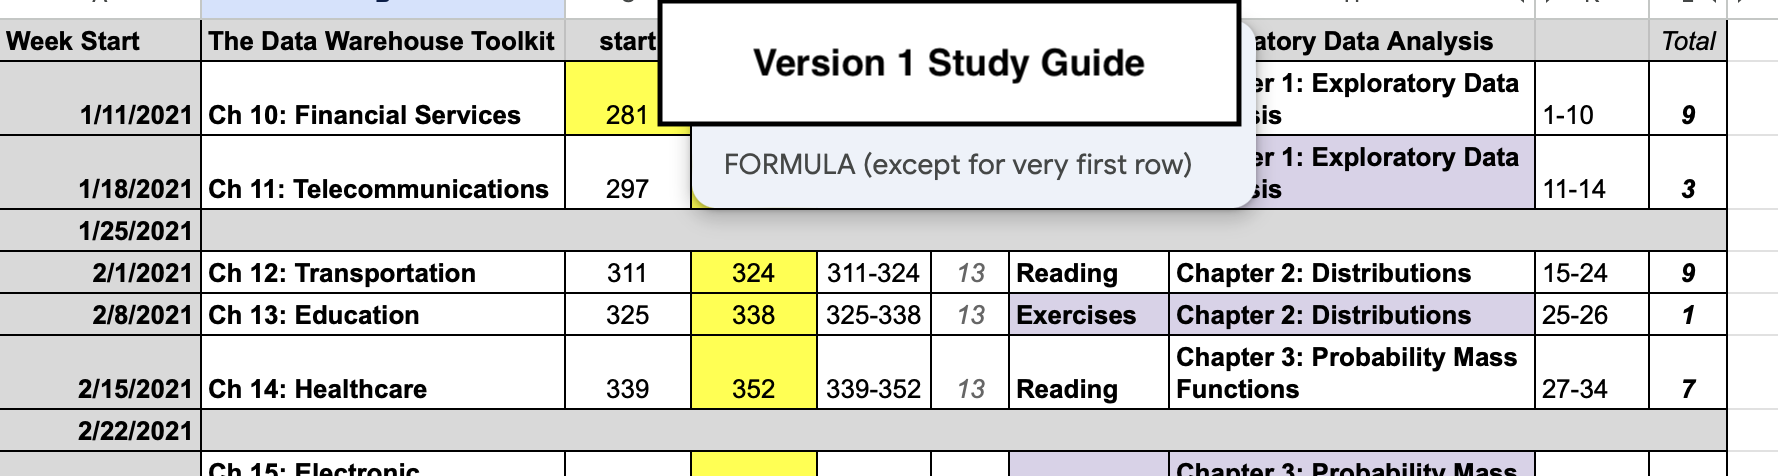 Version 1 Study Guide
FORMULA (except for very first row)
Week Start The Data Warehouse Toolkit start atory Data Analysis Total
1/11/2021 Ch 10: Financial Services 281 er 1: Exploratory Data
sis 1-10 9
1/18/2021 Ch 11: Telecommunications 297 er 1: Exploratory Data
sis 11-14 3
1/25/2021
2/1/2021 Ch 12: Transportation 311 324 311-324 13 Reading Chapter 2: Distributions 15-24 9
2/8/2021 Ch 13: Education 325 338 325-338 13 Exercises Chapter 2: Distributions 25-26 1
2/15/2021 Ch 14: Healthcare 339 352 339-352 13 Reading Chapter 3: Probability Mass
Functions 27-34 7
2/22/2021
Ch 15: Electronic Chapter 3: Probability Mass